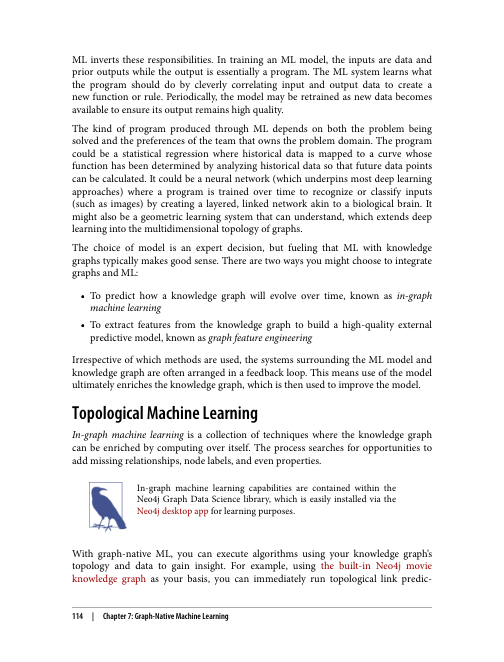 ML inverts these responsibilities. In training an ML model, the inputs are data and
prior outputs while the output is essentially a program. The ML system learns what
the program should do by cleverly correlating input and output data to create a
new function or rule. Periodically, the model may be retrained as new data becomes
available to ensure its output remains high quality.
The kind of program produced through ML depends on both the problem being
solved and the preferences of the team that owns the problem domain. The program
could be a statistical regression where historical data is mapped to a curve whose
function has been determined by analyzing historical data so that future data points
can be calculated. It could be a neural network (which underpins most deep learning
approaches) where a program is trained over time to recognize or classify inputs
(such as images) by creating a layered, linked network akin to a biological brain. It
might also be a geometric learning system that can understand, which extends deep
learning into the multidimensional topology of graphs.
The choice of model is an expert decision, but fueling that ML with knowledge
graphs typically makes good sense. There are two ways you might choose to integrate
graphs and ML:
• To predict how a knowledge graph will evolve over time, known as in-graph
machine learning
• To extract features from the knowledge graph to build a high-quality external
predictive model, known as graph feature engineering
Irrespective of which methods are used, the systems surrounding the ML model and
knowledge graph are often arranged in a feedback loop. This means use of the model
ultimately enriches the knowledge graph, which is then used to improve the model.
Topological Machine Learning
In-graph machine learning is a collection of techniques where the knowledge graph
can be enriched by computing over itself. The process searches for opportunities to
add missing relationships, node labels, and even properties.
In-graph machine learning capabilities are contained within the
Neo4j Graph Data Science library, which is easily installed via the
Neo4j desktop app for learning purposes.
With graph-native ML, you can execute algorithms using your knowledge graph's
topology and data to gain insight. For example, using the built-in Neo4j movie
knowledge graph as your basis, you can immediately run topological link predic-
114 | Chapter 7: Graph-Native Machine Learning